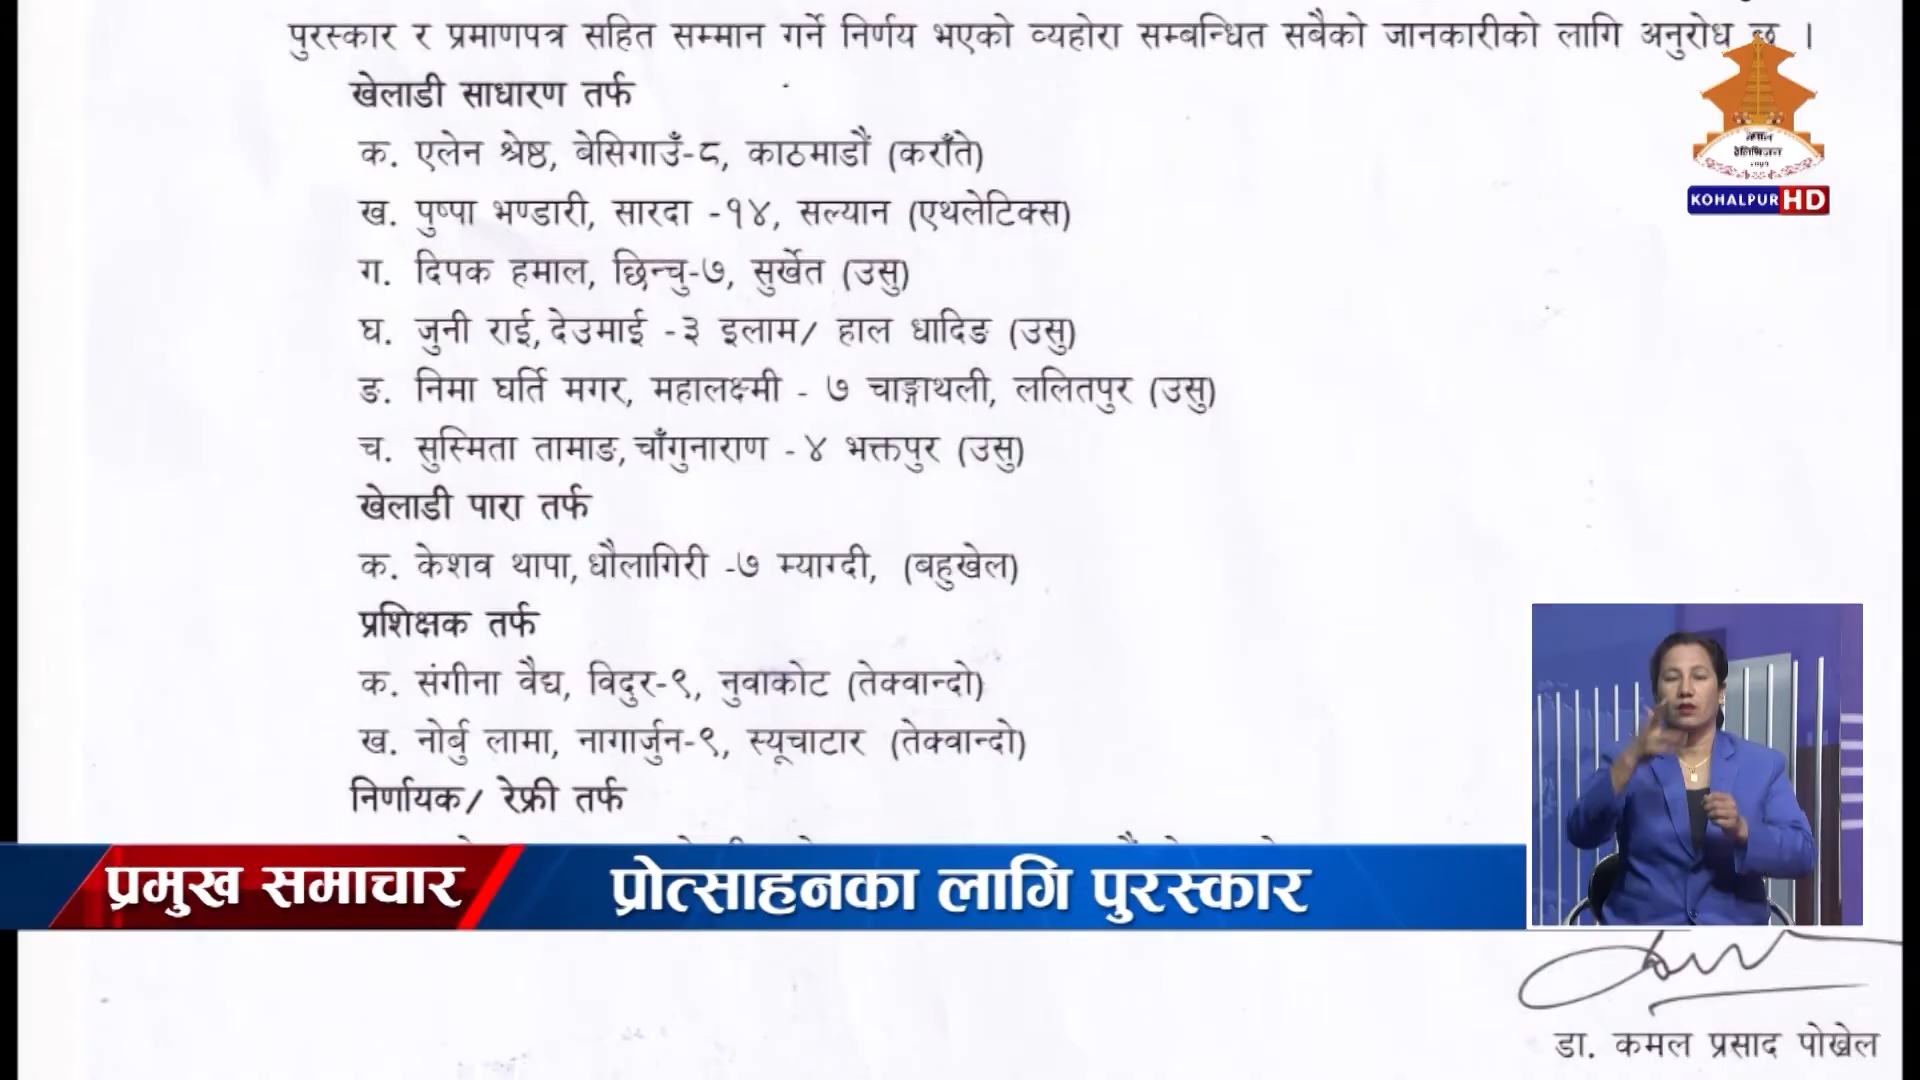 पुरस्कार र प्रमाणपत्र सहित सम्मान गर्ने निर्णय भएको व्यहोरा सम्बन्धित सबैको जानकारीको लागि अनुरोध छ ।
खेलाडी साधारण तर्फ
क. एलेन श्रेष्ठ, बेसिगाउँ-८, काठमाडौं (कराँते)
ख. पुष्पा भण्डारी, सारदा -१४, सल्यान (एथलेटिक्स)
ग. दिपक हमाल, छिन्चु-७, सुर्खेत (उसु)
घ. जुनी राई, देउमाई -३ इलाम/ हाल धादिङ (उसु)
ङ. निमा घर्ति मगर, महालक्ष्मी - ७ चाङ्गाथली, ललितपुर (उसु)
च. सुस्मिता तामाङ, चाँगुनाराण - ४ भक्तपुर (उसु)
खेलाडी पारा तर्फ
क. केशव थापा, धौलागिरी -७ म्याग्दी, (बहुखेल)
प्रशिक्षक तर्फ
क. संगीना वैद्य, विदुर-९, नुवाकोट (तेक्वान्दो)
ख. नोर्बु लामा, नागार्जुन-९, स्यूचाटार (तेक्वान्दो)
निर्णायक/ रेफ्री तर्फ
नेपाल
टेलिभिजन
KOHALPUR HD
प्रमुख समाचार
प्रोत्साहनका लागि पुरस्कार
डा. कमल प्रसाद पोखेल